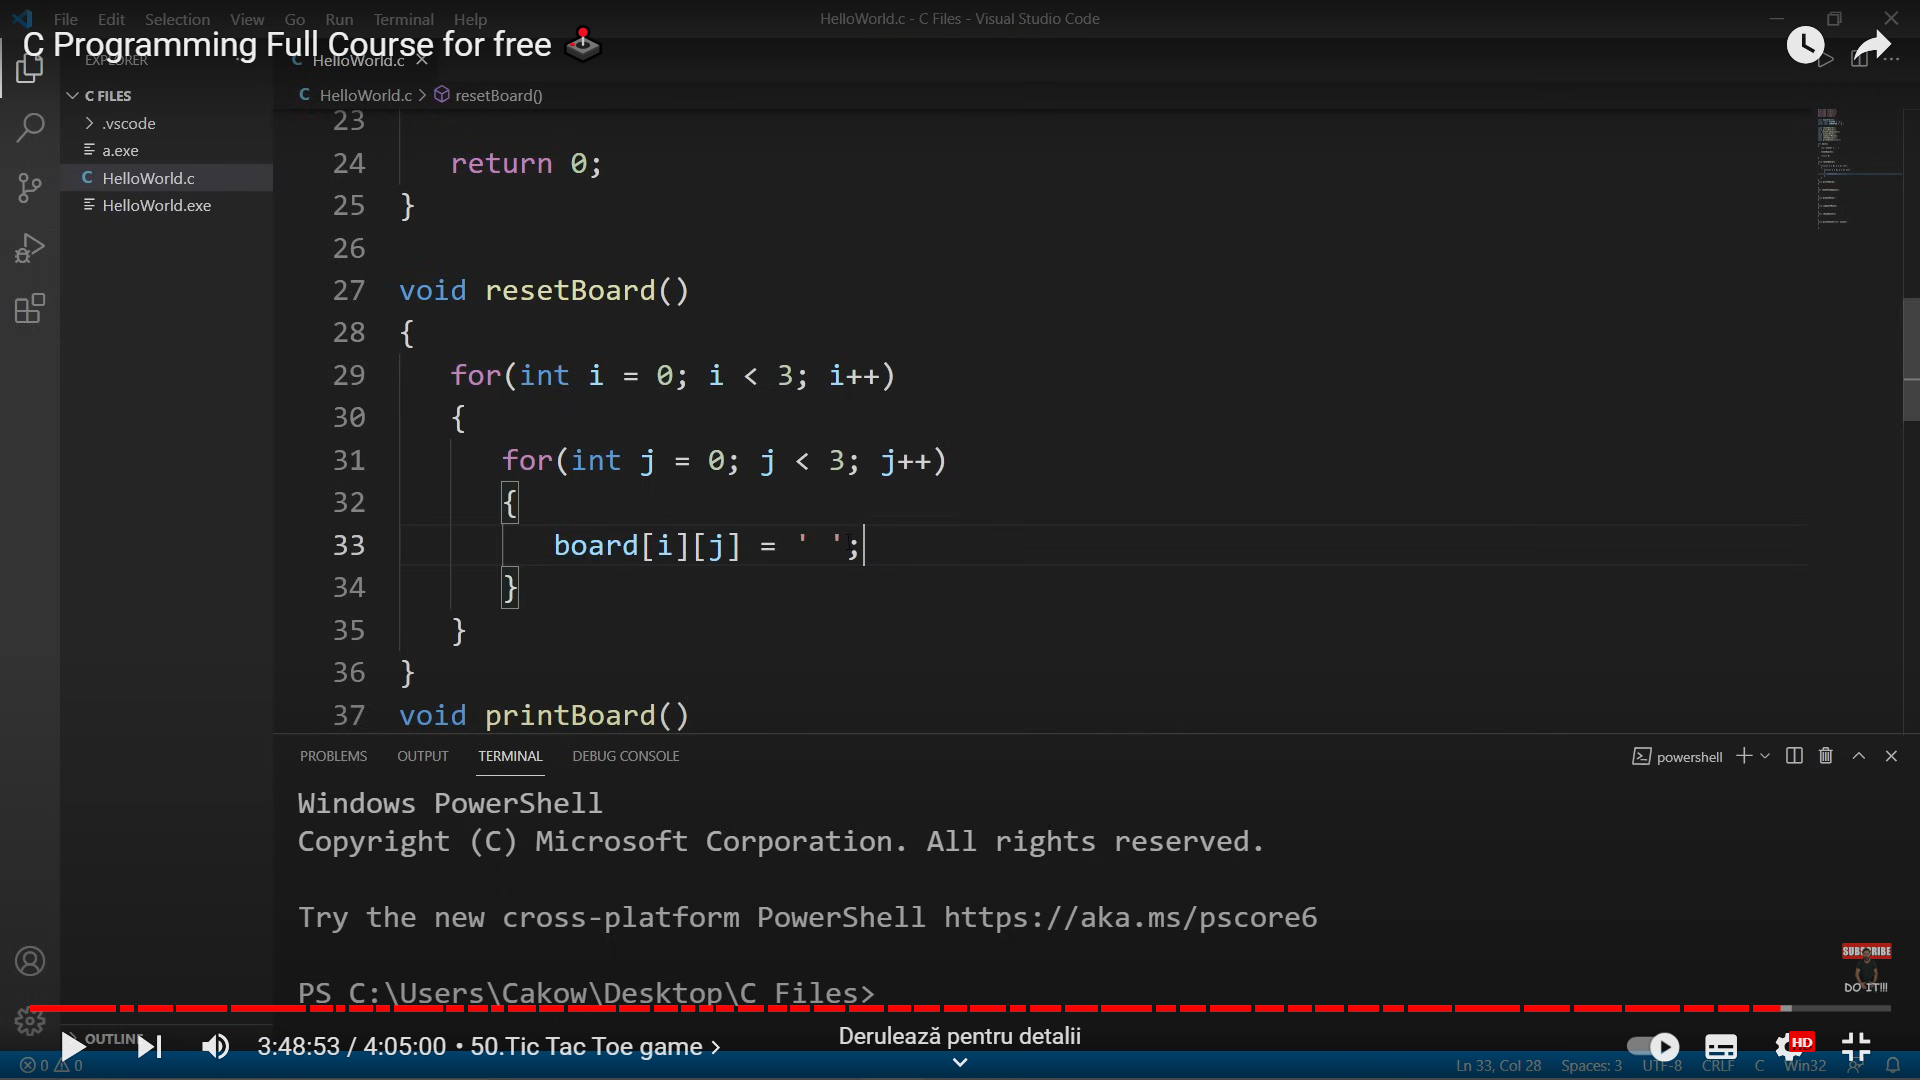 File Edit Selection View Go Run Terminal Help
HelloWorld.c - C Files - Visual Studio Code
C Programming Full Course for free
EXPLORER
C HelloWorld.c
C HelloWorld.c > resetBoard()
C FILES
.vscode
a.exe
C HelloWorld.c
HelloWorld.exe
23
24 return 0;
25 }
26
27 void resetBoard()
28 {
29 for(int i = 0; i < 3; i++)
30 {
31 for(int j = 0; j < 3; j++)
32 {
33 board[i][j] = ' ';
34 }
35 }
36 }
37 void printBoard()
PROBLEMS OUTPUT TERMINAL DEBUG CONSOLE
powershell
Windows PowerShell
Copyright (C) Microsoft Corporation. All rights reserved.
Try the new cross-platform PowerShell https://aka.ms/pscore6
PS C:\Users\Cakow\Desktop\C Files>
SUBSCRIBE
DO IT!!!
OUTLINE
3:48:53 / 4:05:00 • 50.Tic Tac Toe game >
Derulează pentru detalii
HD
0 0
Ln 33, Col 28 Spaces: 3 UTF-8 CRLF C Win32